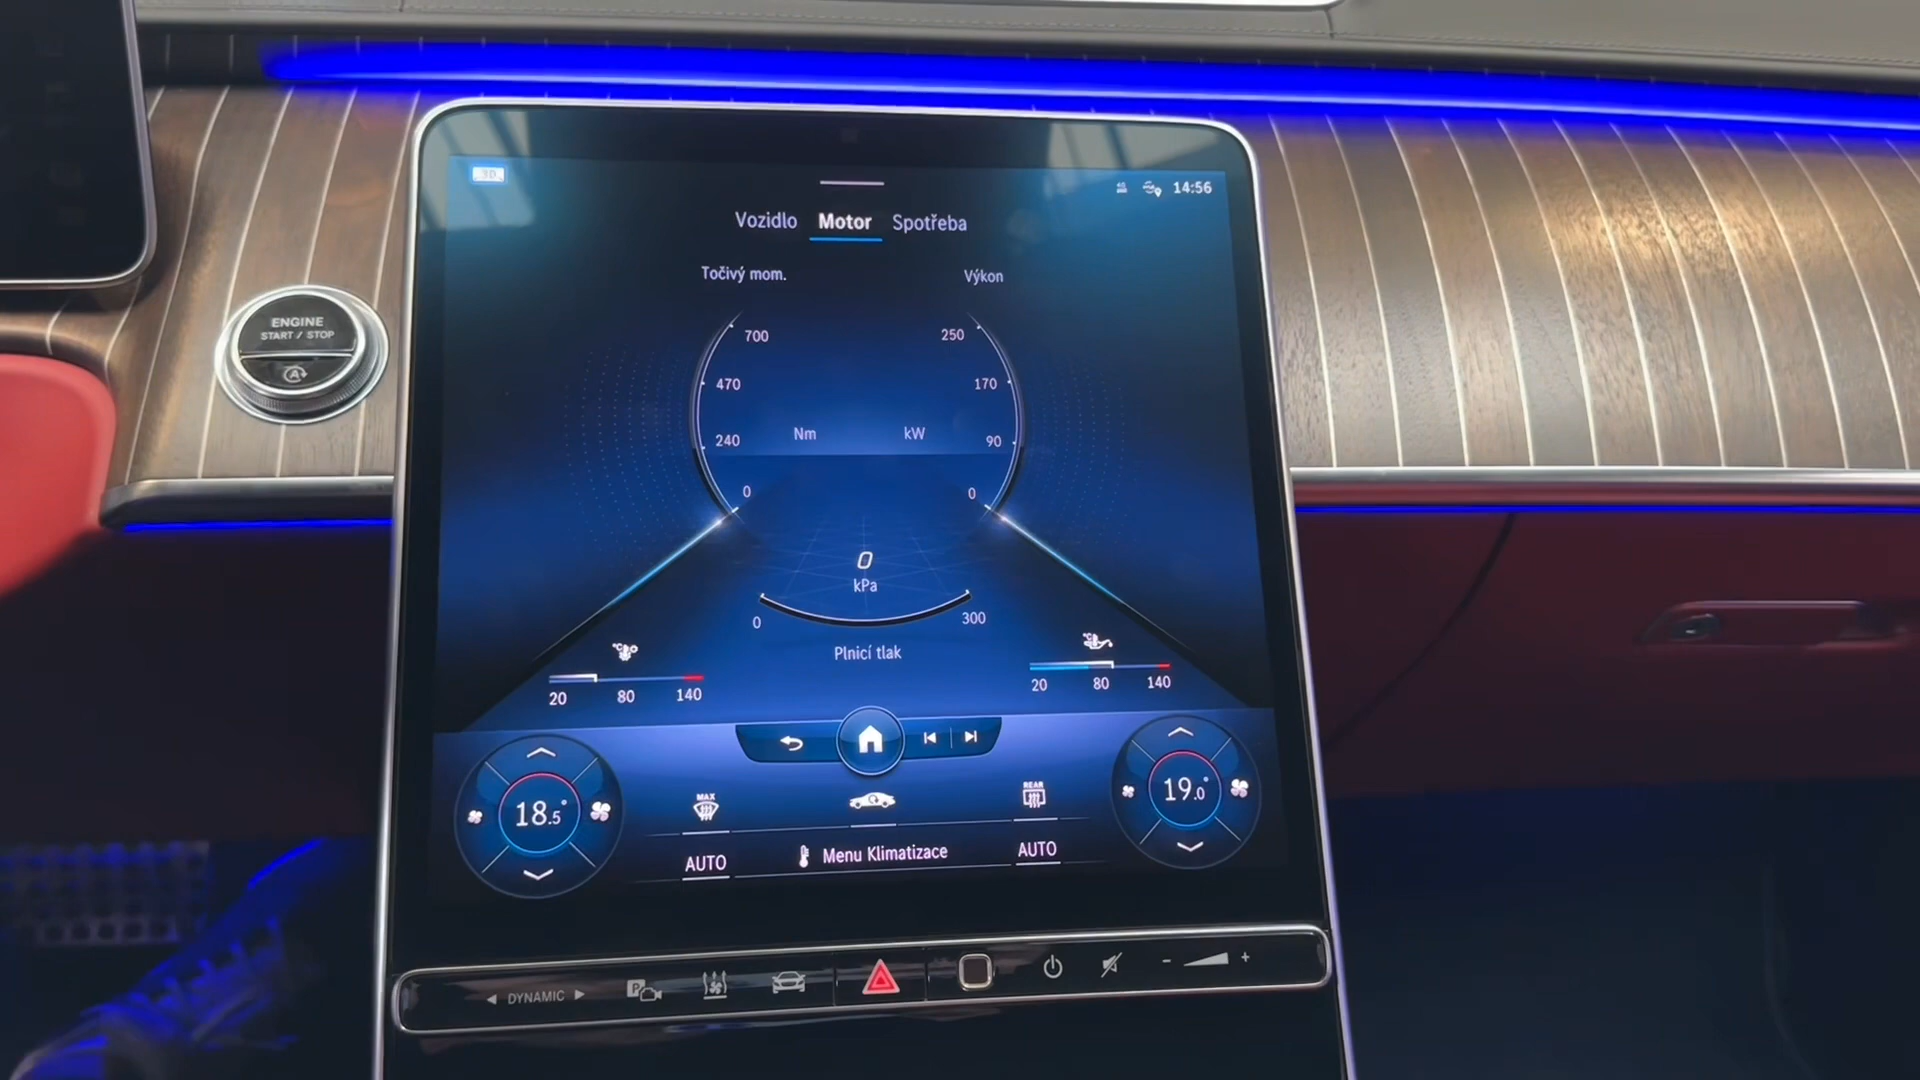 3D
14:56
Vozidlo Motor Spotřeba
Točivý mom. Výkon
ENGINE
START / STOP
A
700 250
470 170
Nm kW
240 90
0 0
0
kPa
0 300
Plnicí tlak
°C °C
20 80 140
20 80 140
MAX REAR
18.5° 19.0°
AUTO Menu Klimatizace AUTO
DYNAMIC P - +